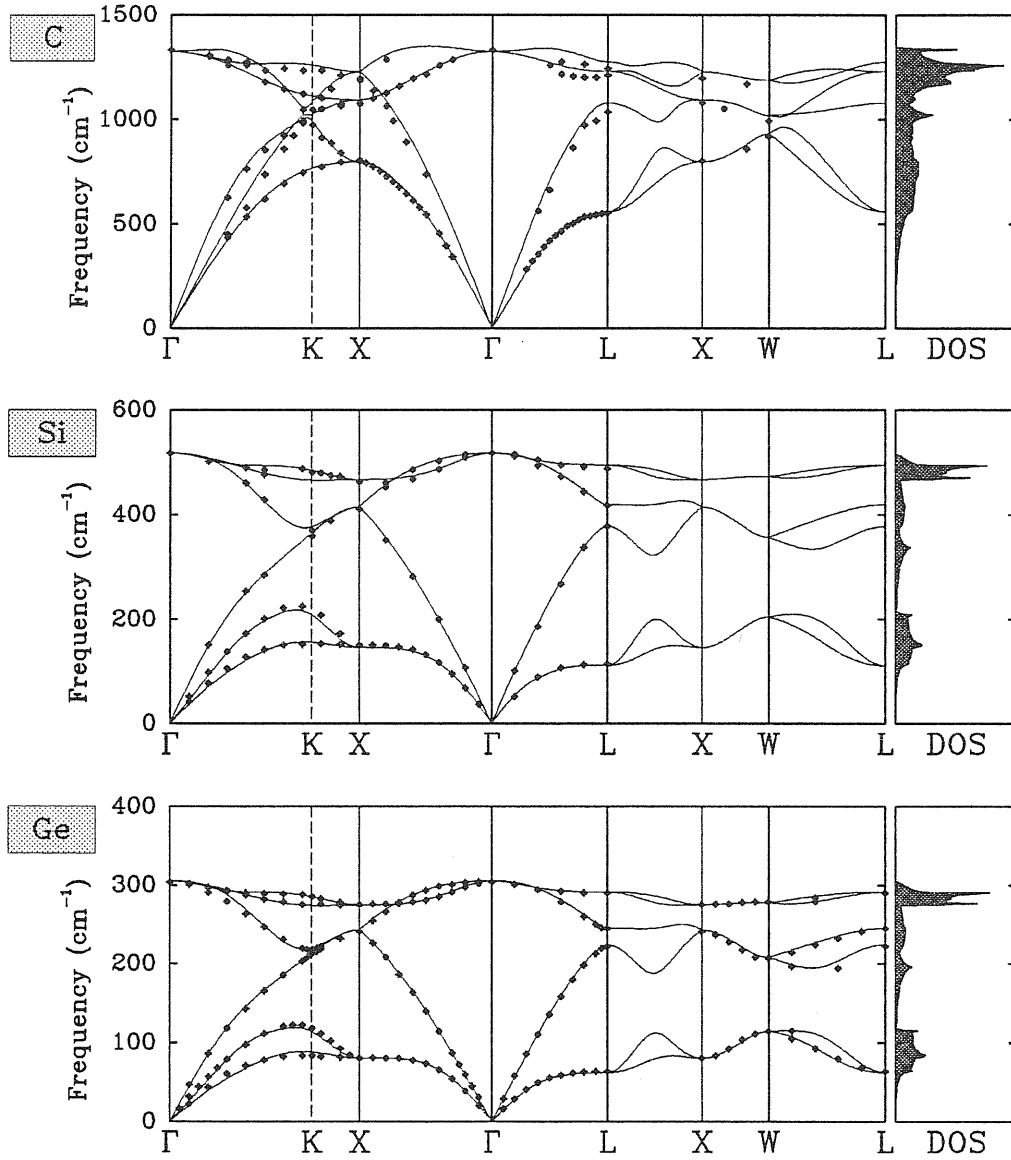 C
1500
1000
500
0
Frequency (cm⁻¹)
Γ K X Γ L X W L DOS
Si
600
400
200
0
Frequency (cm⁻¹)
Γ K X Γ L X W L DOS
Ge
400
300
200
100
0
Frequency (cm⁻¹)
Γ K X Γ L X W L DOS